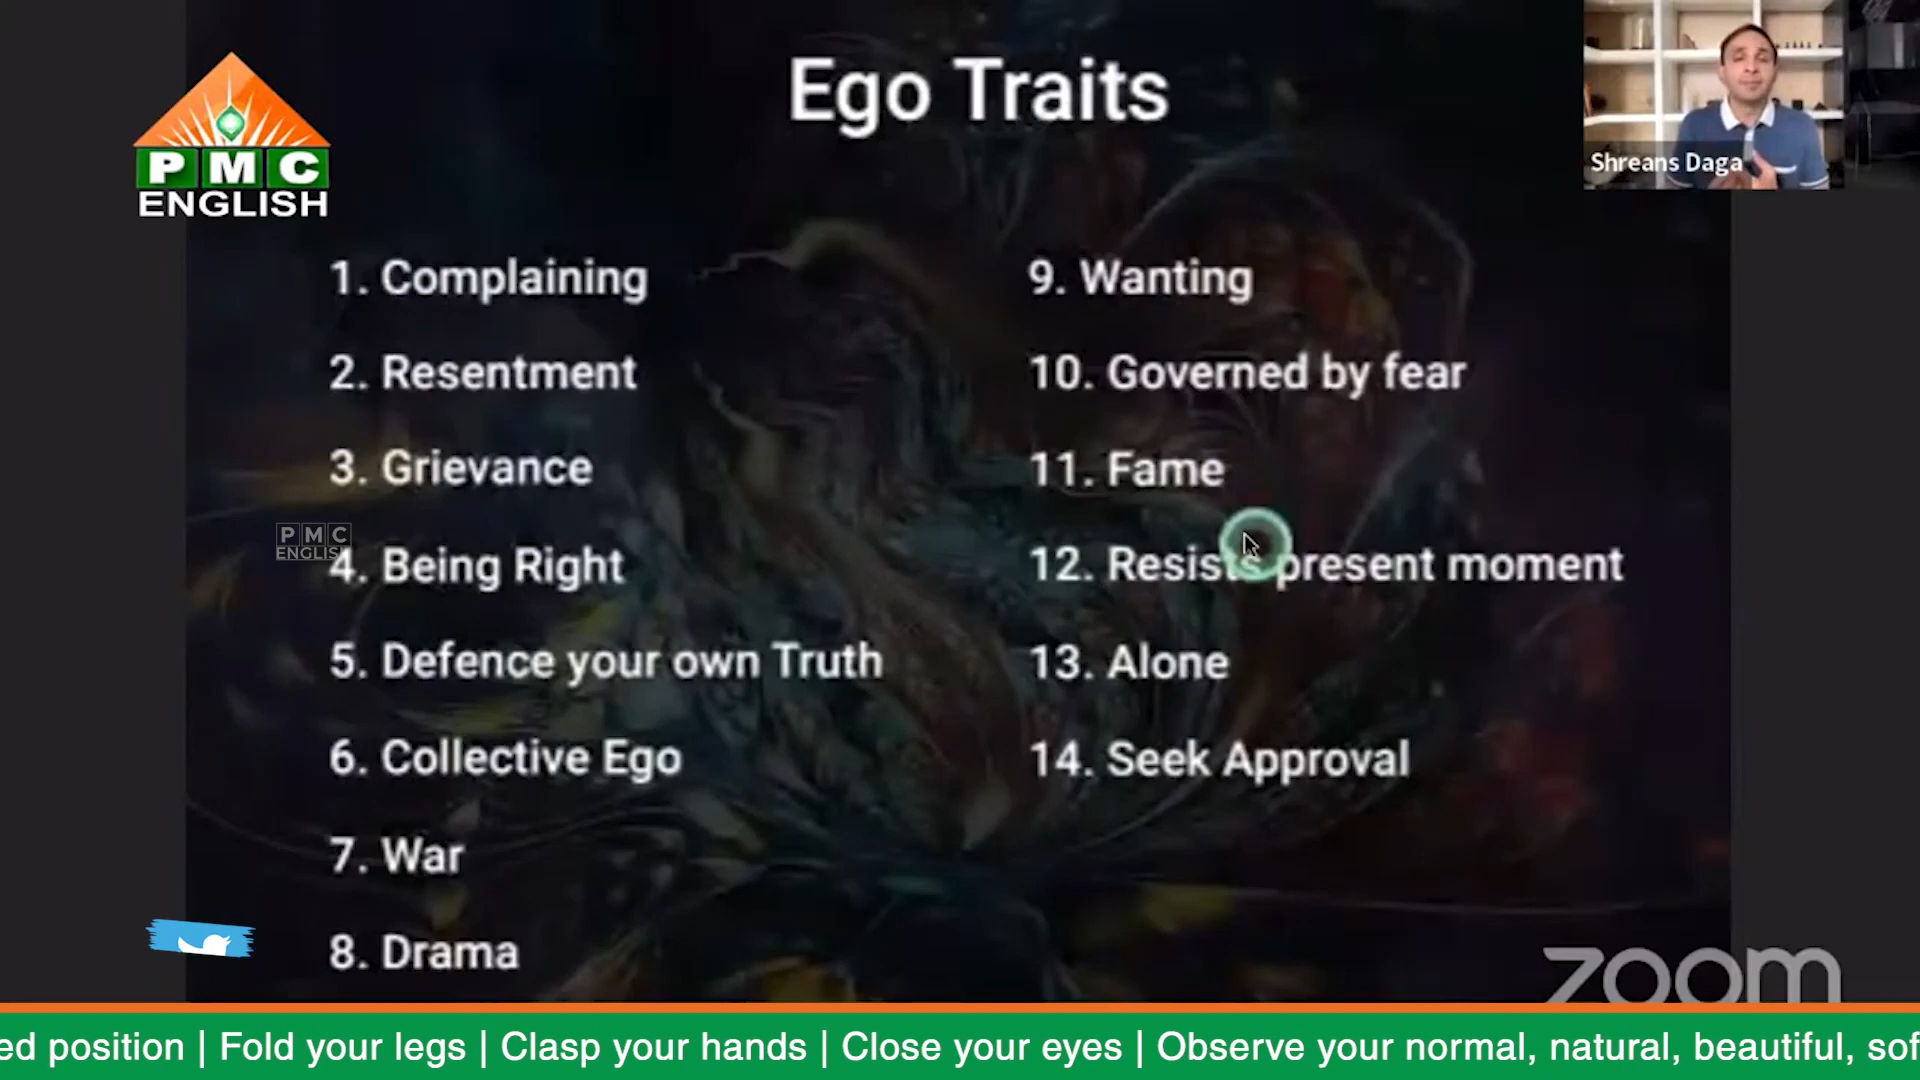 Ego Traits
PMC
ENGLISH
Shreans Daga
1. Complaining
2. Resentment
3. Grievance
4. Being Right
5. Defence your own Truth
6. Collective Ego
7. War
8. Drama
9. Wanting
10. Governed by fear
11. Fame
12. Resists present moment
13. Alone
14. Seek Approval
PMC
ENGLISH
zoom
ed position | Fold your legs | Clasp your hands | Close your eyes | Observe your normal, natural, beautiful, sof